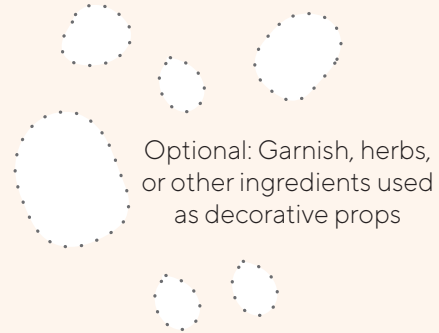 Optional: Garnish, herbs,
or other ingredients used
as decorative props